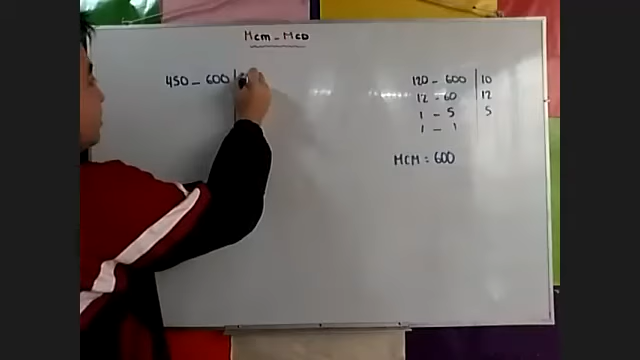 MCM - MCD
450 - 600
120 - 600 | 10
12 - 60 | 12
1 - 5 | 5
1 - 1
MCM = 600